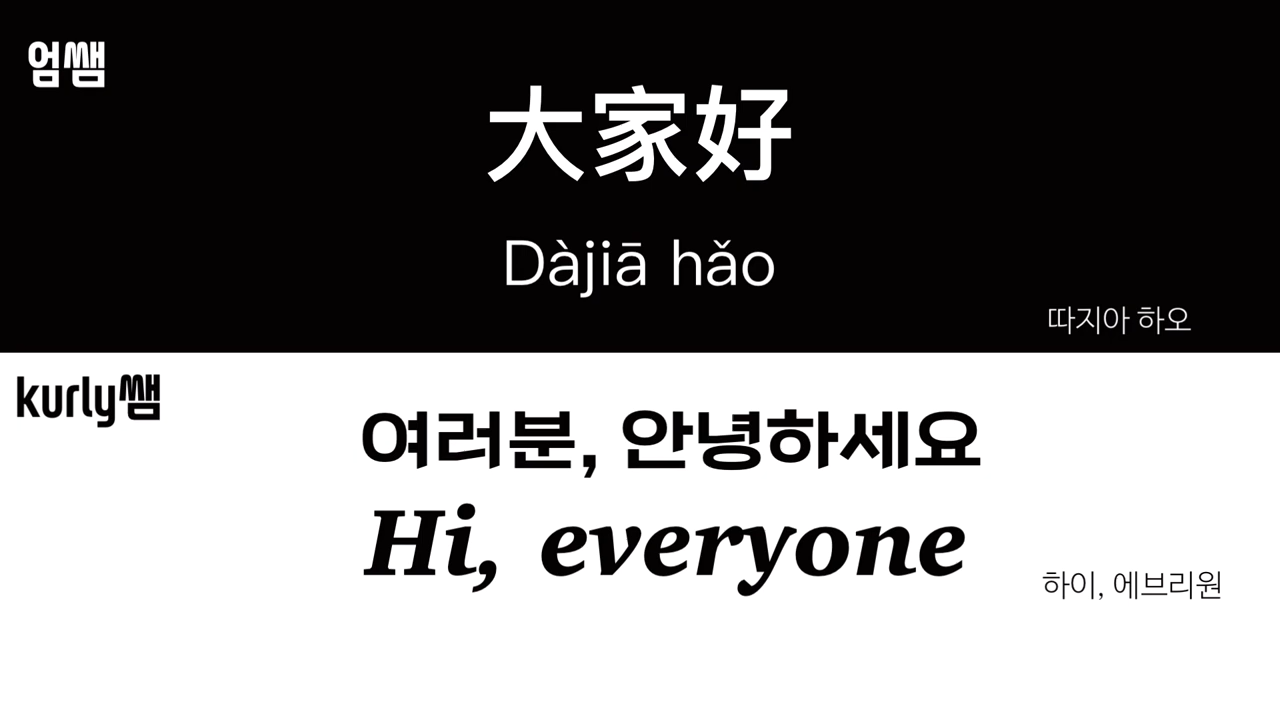 엄쌤
大家好
Dàjiā hǎo
따지아 하오
kurly쌤
여러분, 안녕하세요
Hi, everyone
하이, 에브리원